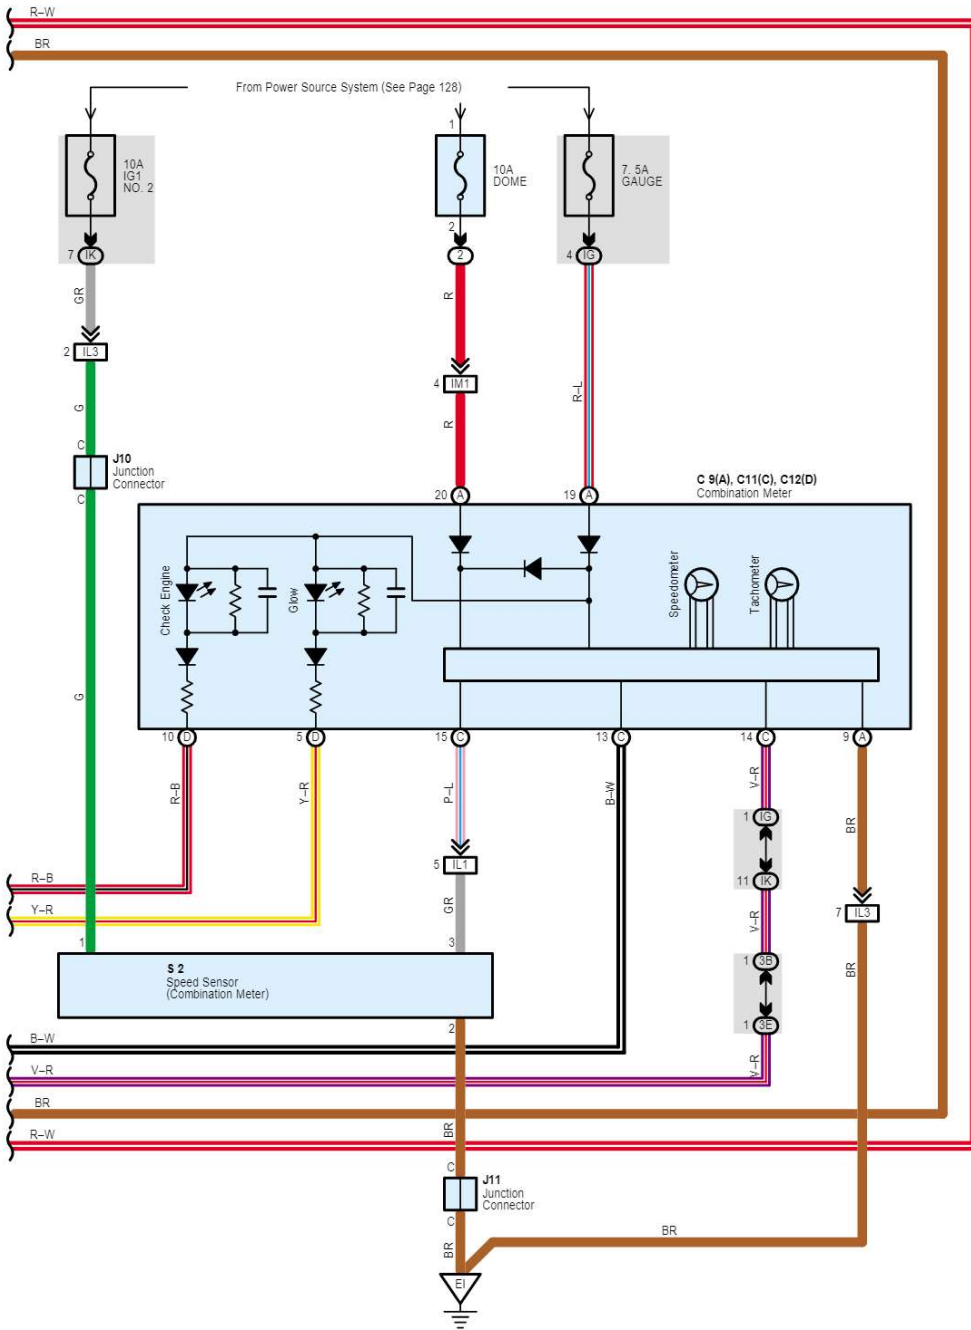 R–W
BR
From Power Source System (See Page 128)
1
10A
IG1
NO. 2
10A
DOME
7. 5A
GAUGE
2
7 IK
2
4 IG
GR
R
2 IL3
4 IM1
R–L
G
R
C
J10
Junction
Connector
C
C 9(A), C11(C), C12(D)
Combination Meter
20 A
19 A
Check Engine
Glow
Speedometer
Tachometer
G
10 D
5 D
15 C
13 C
14 C
9 A
R–B
Y–R
P–L
B–W
V–R
1 IG
BR
5 IL1
11 IK
R–B
GR
7 IL3
Y–R
V–R
1
3
1 3B
BR
S 2
Speed Sensor
(Combination Meter)
2
1 3E
B–W
V–R
V–R
BR
R–W
BR
C
J11
Junction
Connector
C
BR
BR
EI